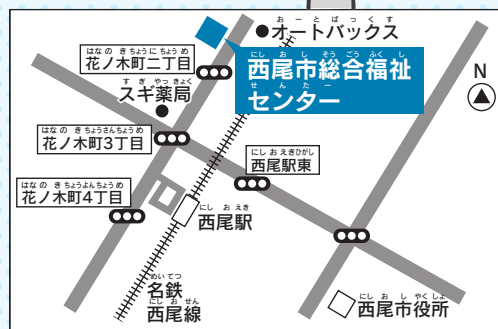 おーとばっくす
オートバックス
はなのきちょうにちょうめ
花ノ木町二丁目
にしおしそうごうふくし
西尾市総合福祉
せんたー
センター
N
すぎやっきょく
スギ薬局
はなのきちょうさんちょうめ
花ノ木町3丁目
にしおえきひがし
西尾駅東
はなのきちょうよんちょうめ
花ノ木町4丁目
にしおえき
西尾駅
めいてつ
名鉄
にしおせん
西尾線
にしおしやくしょ
西尾市役所